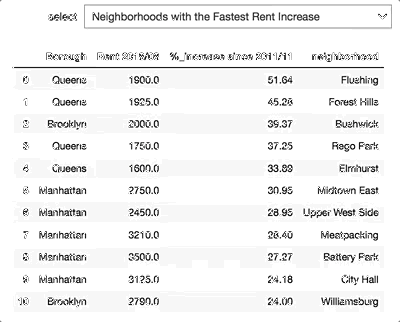 select Neighborhoods with the Fastest Rent Increase
Borough Rent %_increase since 2011/11 neighborhood
0 Queens 1900.0 51.64 Flushing
1 Queens 1925.0 45.28 Forest Hills
2 Brooklyn 2000.0 39.37 Bushwick
3 Queens 1750.0 37.25 Rego Park
4 Queens 1600.0 33.89 Elmhurst
5 Manhattan 2750.0 30.95 Midtown East
6 Manhattan 2450.0 28.95 Upper West Side
7 Manhattan 3210.0 28.40 Meatpacking
8 Manhattan 3500.0 27.27 Battery Park
9 Manhattan 3125.0 24.18 City Hall
10 Brooklyn 2790.0 24.00 Williamsburg